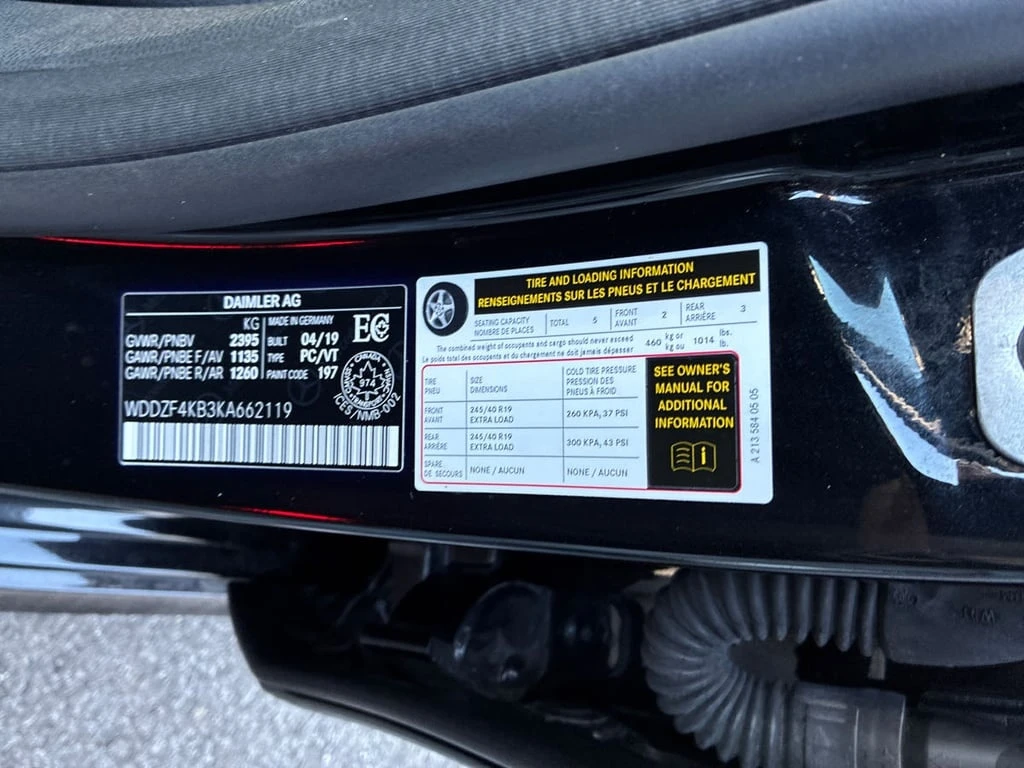 DAIMLER AG
KG
MADE IN GERMANY
EC
GVWR/PNBV 2395 BUILT 04/19
GAWR/PNBE F/AV 1135 TYPE PC/VT
GAWR/PNBE R/AR 1260 PAINT CODE 197
CANADA
974
TRANSPORT
ICES/NMB-002
WDDZF4KB3KA662119
TIRE AND LOADING INFORMATION
RENSEIGNEMENTS SUR LES PNEUS ET LE CHARGEMENT
SEATING CAPACITY
NOMBRE DE PLACES
TOTAL 5
FRONT
AVANT
2
REAR
ARRIÈRE
3
The combined weight of occupants and cargo should never exceed
Le poids total des occupants et du chargement ne doit jamais dépasser
460 kg or
kg ou
1014 lbs.
lb.
TIRE
PNEU
SIZE
DIMENSIONS
COLD TIRE PRESSURE
PRESSION DES
PNEUS À FROID
FRONT
AVANT
245/40 R19
EXTRA LOAD
260 KPA, 37 PSI
REAR
ARRIÈRE
245/40 R19
EXTRA LOAD
300 KPA, 43 PSI
SPARE
DE SECOURS
NONE / AUCUN
NONE / AUCUN
SEE OWNER'S
MANUAL FOR
ADDITIONAL
INFORMATION
i
A 213 584 05 05